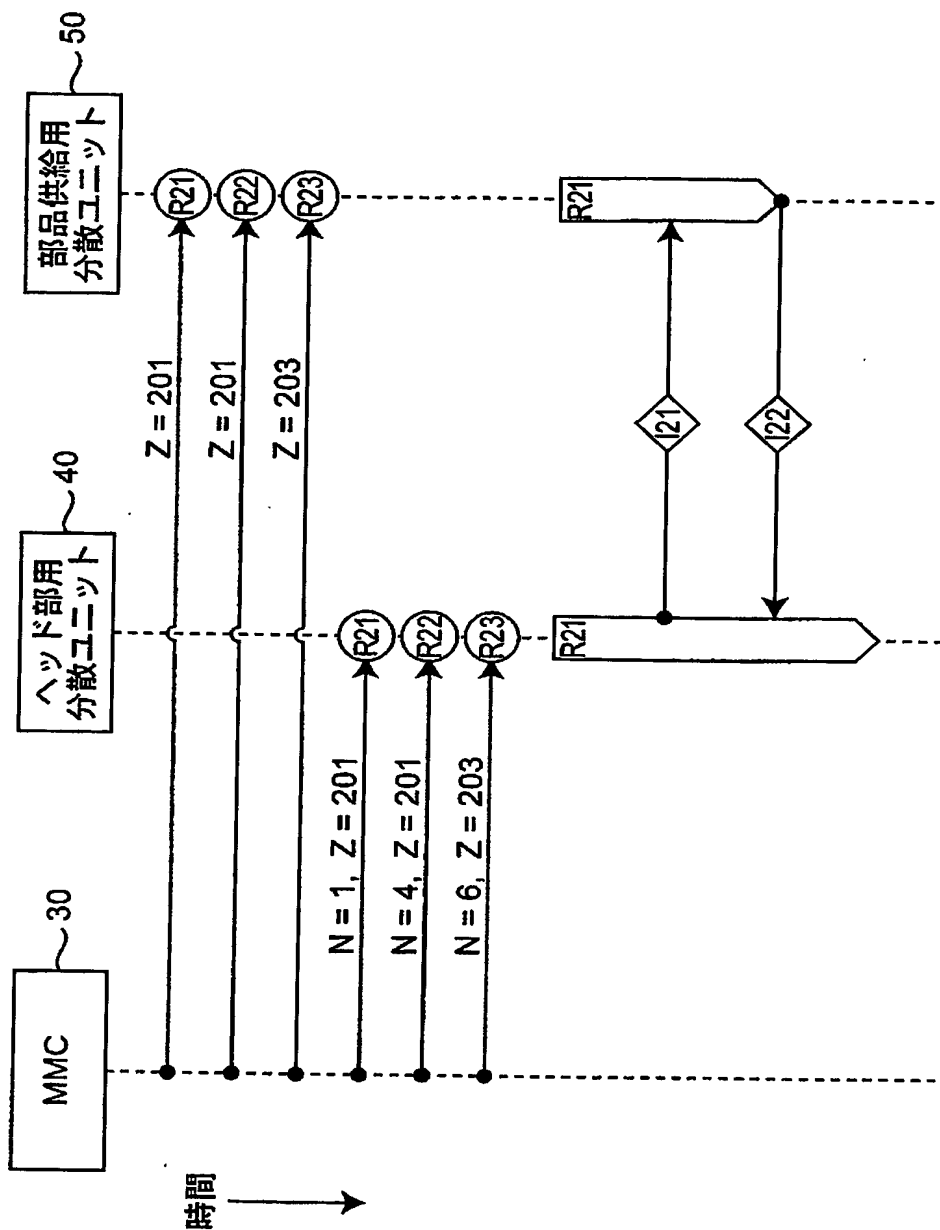 時間
MMC
30
ヘッド部用
分散ユニット
40
部品供給用
分散ユニット
50
Z = 201
R21
Z = 201
R22
Z = 203
R23
N = 1, Z = 201
R21
N = 4, Z = 201
R22
N = 6, Z = 203
R23
R21
R21
I21
I22